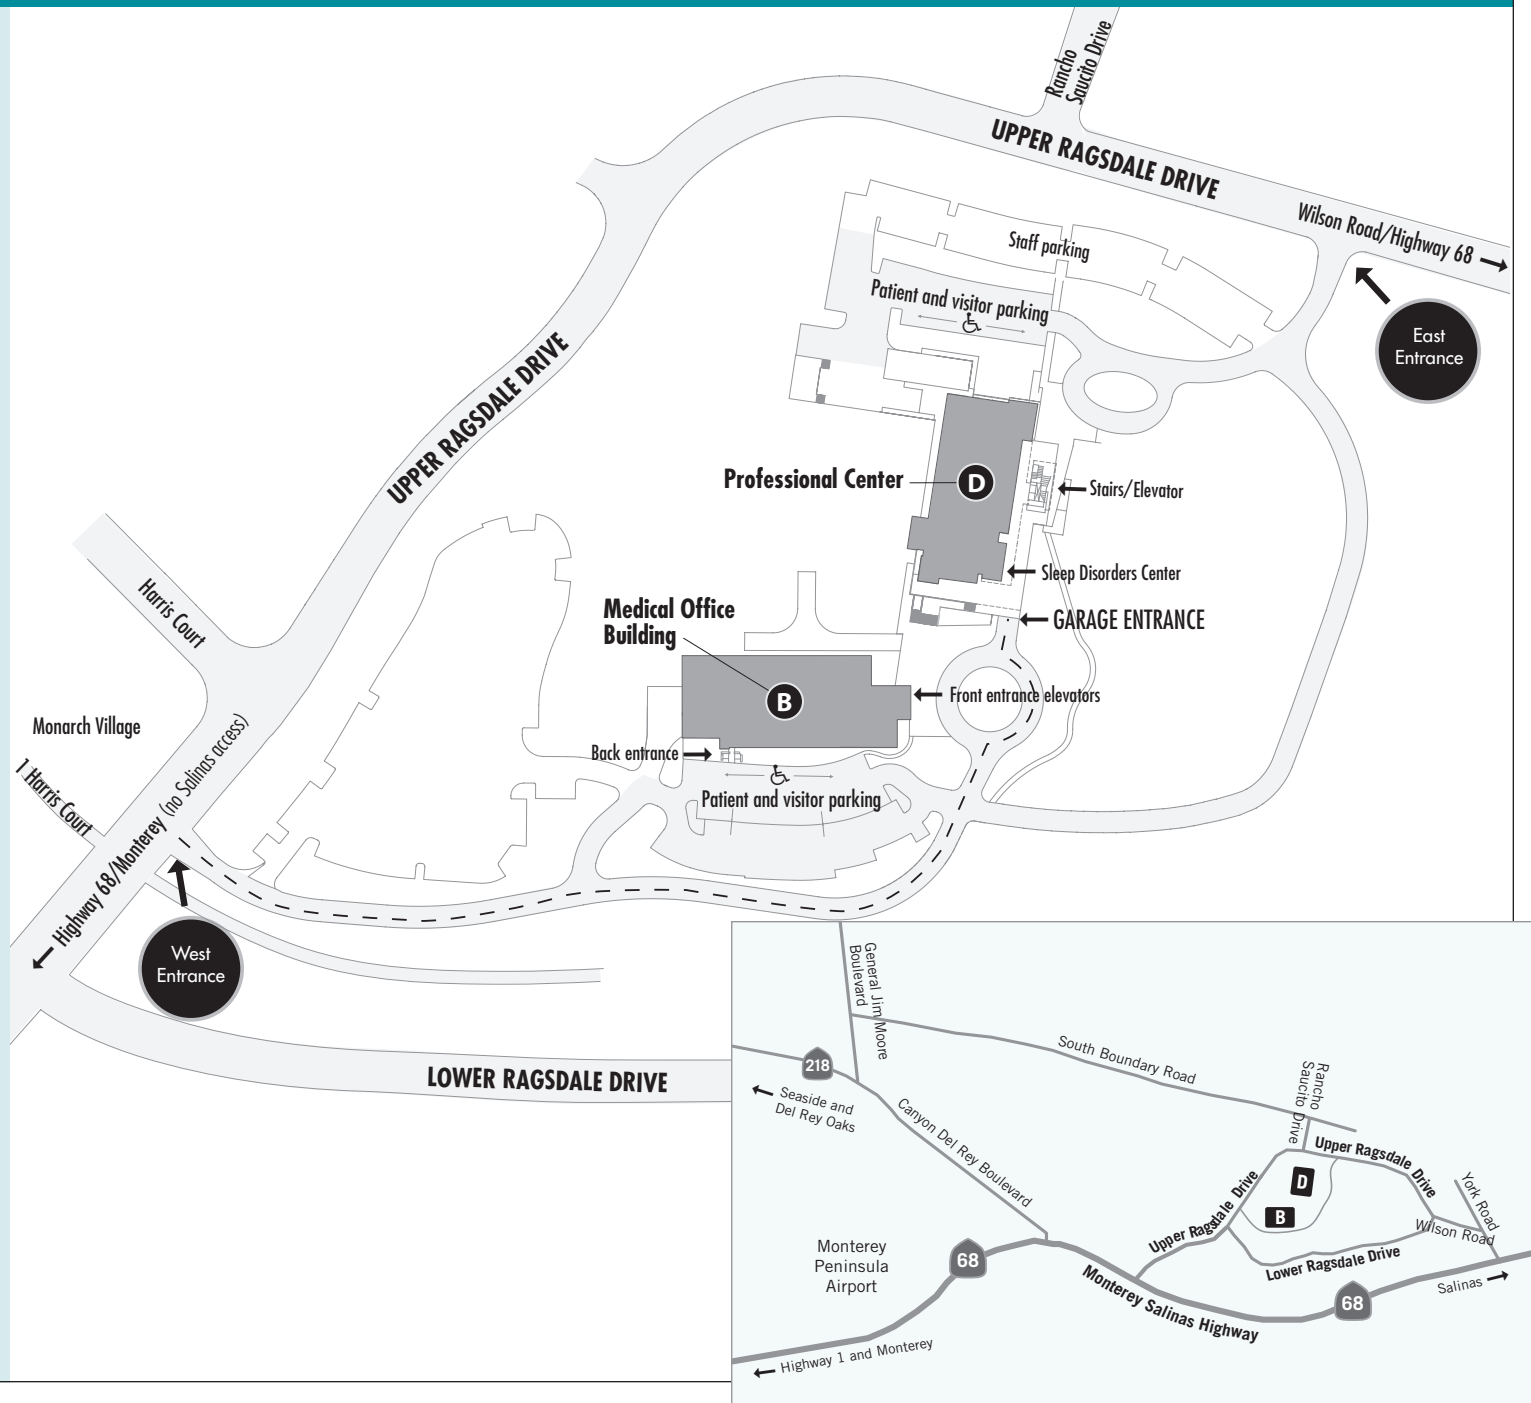 Rancho
Saucito Drive
UPPER RAGSDALE DRIVE
Wilson Road/Highway 68
Staff parking
Patient and visitor parking
East
Entrance
UPPER RAGSDALE DRIVE
Professional Center
D
Stairs/Elevator
Sleep Disorders Center
GARAGE ENTRANCE
Harris Court
Medical Office
Building
B
Front entrance elevators
Back entrance
Patient and visitor parking
Monarch Village
1 Harris Court
Highway 68/Monterey (no Salinas access)
West
Entrance
LOWER RAGSDALE DRIVE
General Jim Moore
Boulevard
South Boundary Road
218
Seaside and
Del Rey Oaks
Canyon Del Rey Boulevard
Rancho
Saucito Drive
Upper Ragsdale Drive
D
B
Upper Ragsdale Drive
York Road
Wilson Road
Lower Ragsdale Drive
Monterey
Peninsula
Airport
68
Monterey Salinas Highway
68
Salinas
Highway 1 and Monterey